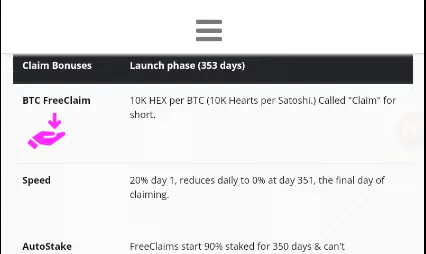 Claim Bonuses Launch phase (353 days)
BTC FreeClaim 10K HEX per BTC (10K Hearts per Satoshi.) Called "Claim" for
short.
Speed 20% day 1, reduces daily to 0% at day 351, the final day of
claiming.
AutoStake FreeClaims start 90% staked for 350 days & can't